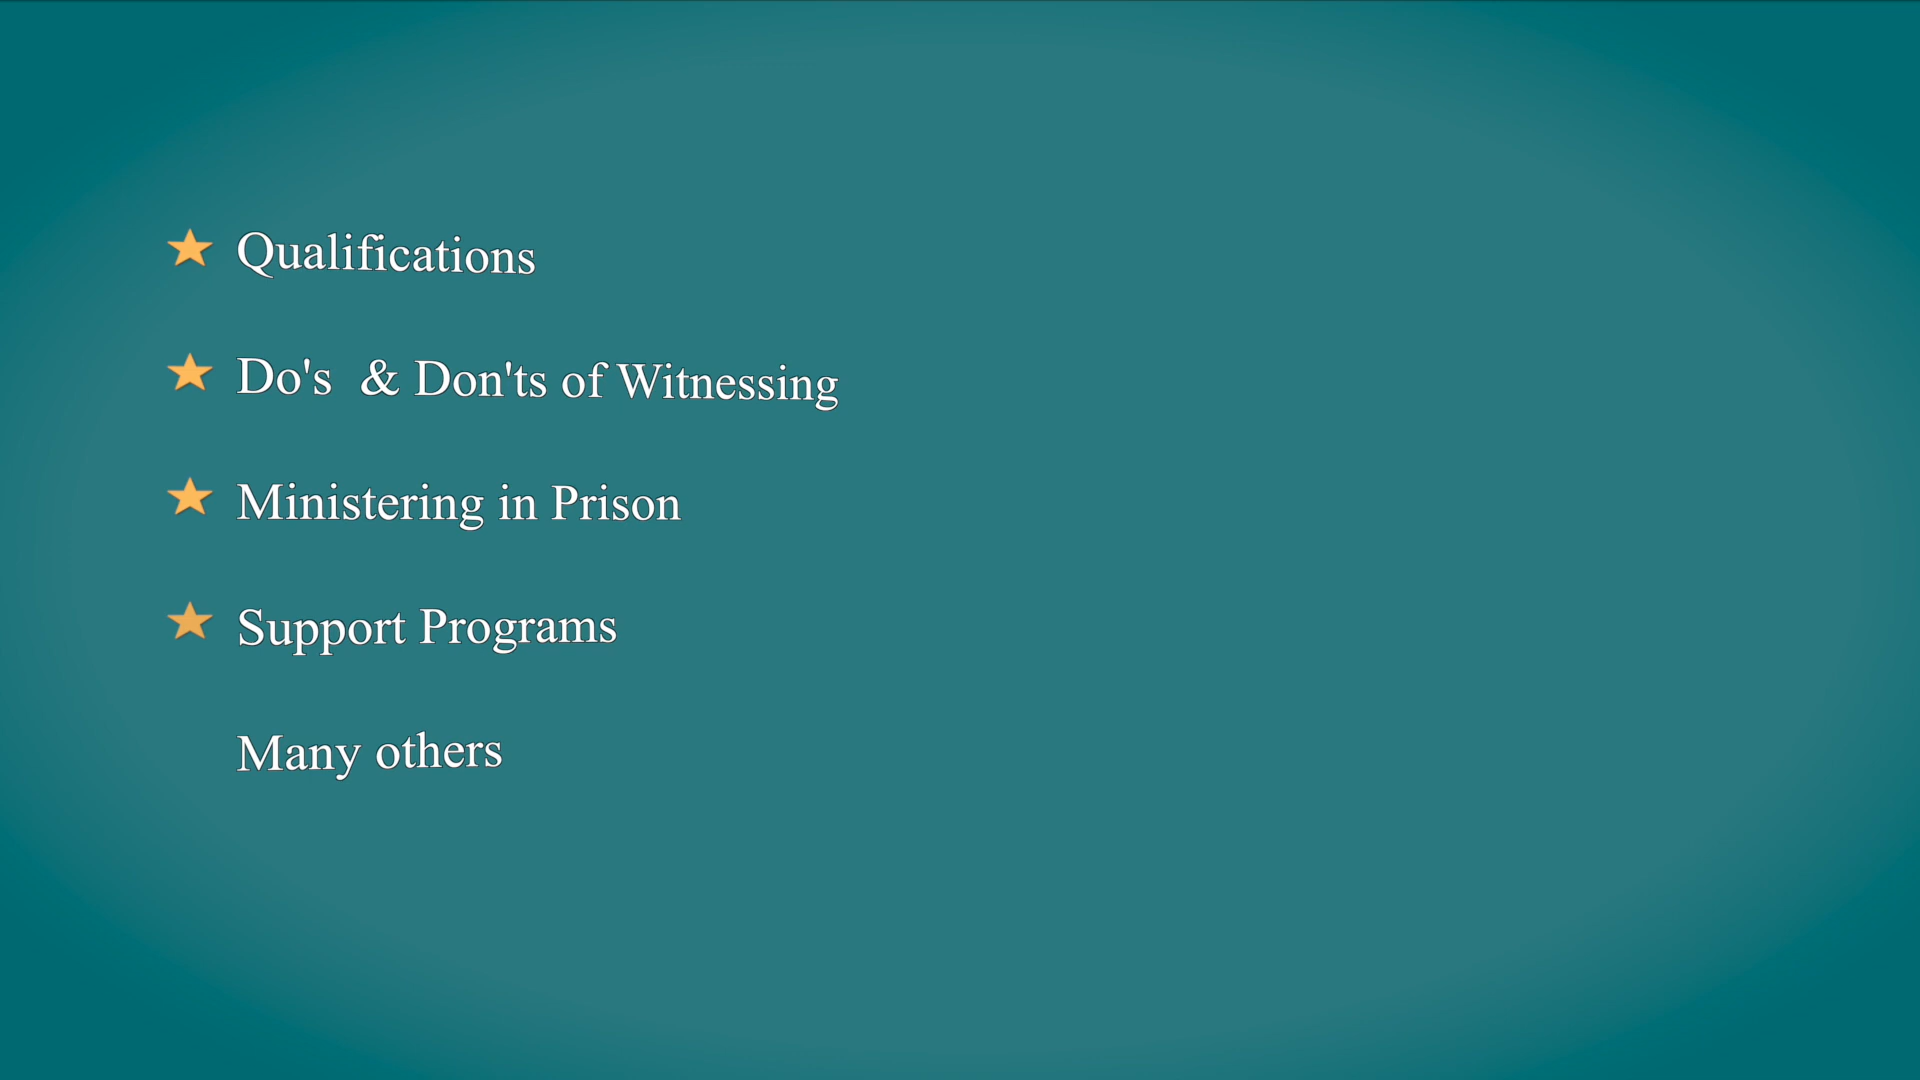 Qualifications
Do's  & Don'ts of Witnessing
Ministering in Prison
Support Programs
Many others